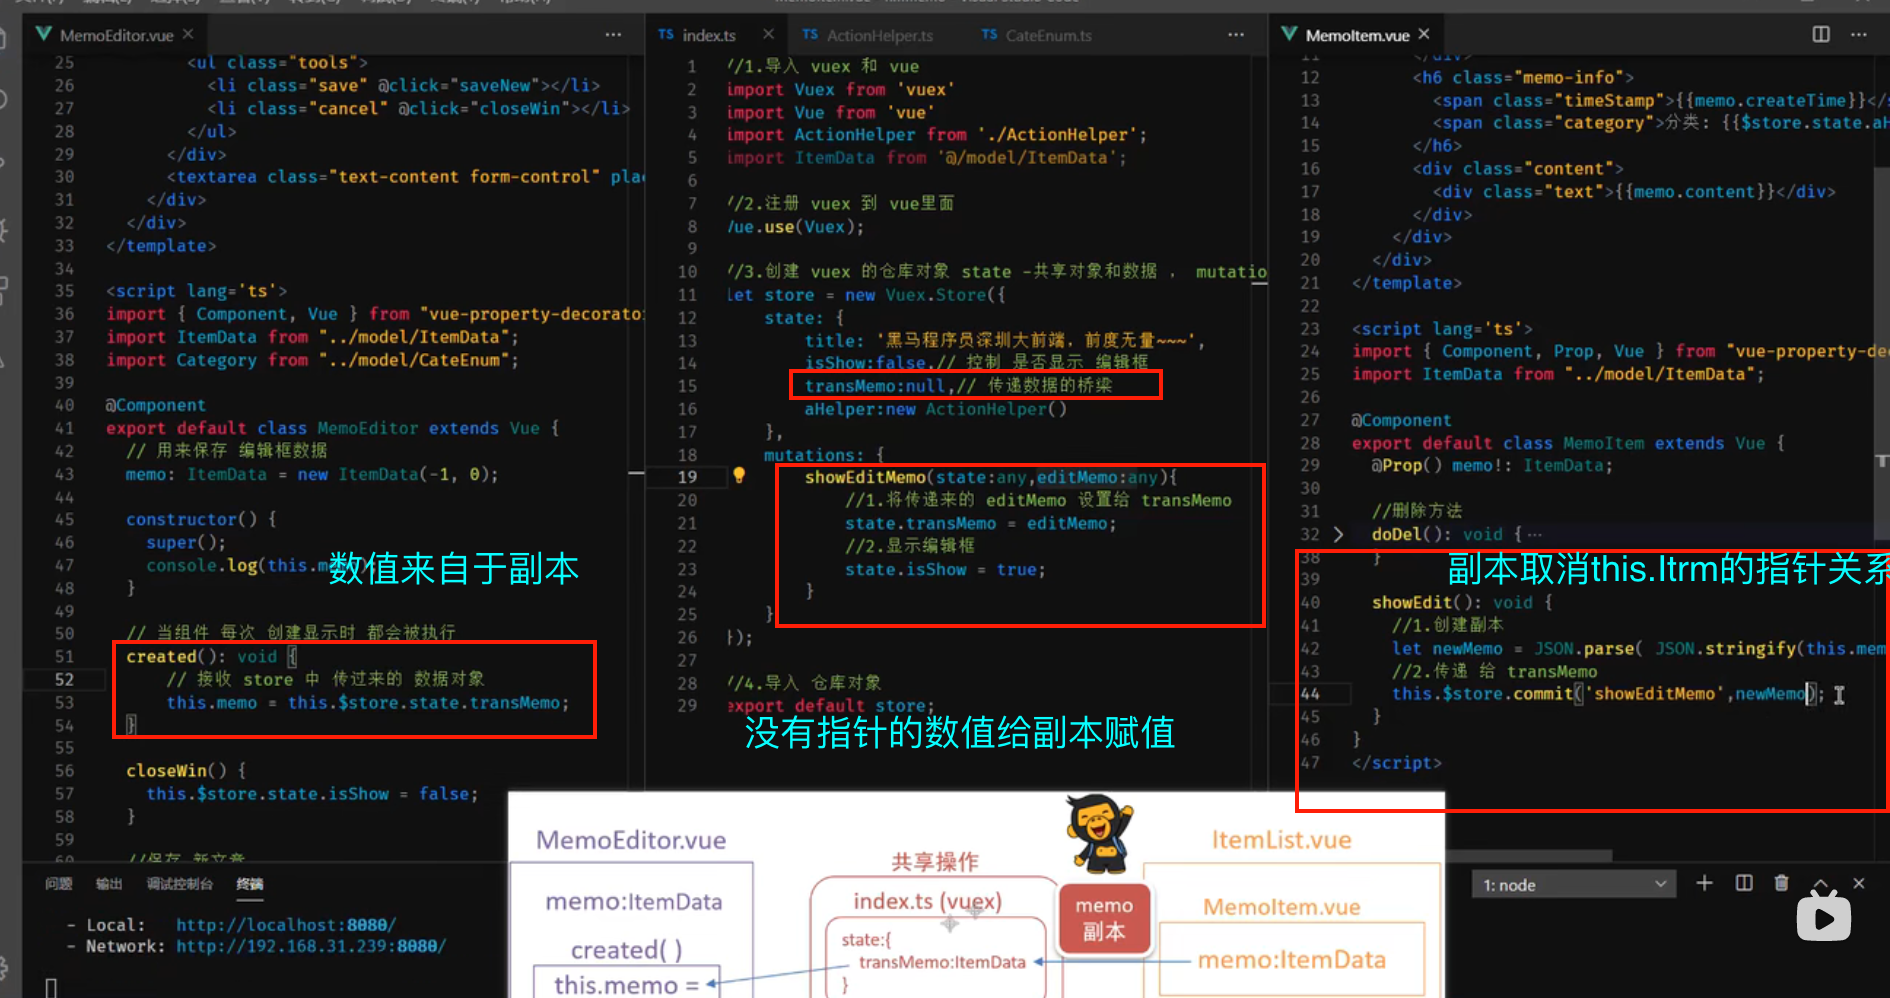 MemoEditor.vue
25 <ul class="tools">
26 <li class="save" @click="saveNew"></li>
27 <li class="cancel" @click="closeWin"></li>
28 </ul>
29 </div>
30 <textarea class="text-content form-control" pla
31 </div>
32 </div>
33 </template>
34
35 <script lang='ts'>
36 import { Component, Vue } from "vue-property-decorato
37 import ItemData from "../model/ItemData";
38 import Category from "../model/CateEnum";
39
40 @Component
41 export default class MemoEditor extends Vue {
42 // 用来保存 编辑框数据
43 memo: ItemData = new ItemData(-1, 0);
44
45 constructor() {
46 super();
47 console.log(this.m
数值来自于副本
48 }
49
50 // 当组件 每次 创建显示时 都会被执行
51 created(): void {
52 // 接收 store 中 传过来的 数据对象
53 this.memo = this.$store.state.transMemo;
54 }
55
56 closeWin() {
57 this.$store.state.isShow = false;
58 }
59
60 //保存 新文章
index.ts ActionHelper.ts CateEnum.ts
1 //1.导入 vuex 和 vue
2 import Vuex from 'vuex'
3 import Vue from 'vue'
4 import ActionHelper from './ActionHelper';
5 import ItemData from '@/model/ItemData';
6
7 //2.注册 vuex 到 vue里面
8 Vue.use(Vuex);
9
10 //3.创建 vuex 的仓库对象 state -共享对象和数据 , mutatio
11 let store = new Vuex.Store({
12 state: {
13 title: '黑马程序员深圳大前端，前度无量~~~',
14 isShow:false,// 控制 是否显示 编辑框
15 transMemo:null,// 传递数据的桥梁
16 aHelper:new ActionHelper()
17 },
18 mutations: {
19 showEditMemo(state:any,editMemo:any){
20 //1.将传递来的 editMemo 设置给 transMemo
21 state.transMemo = editMemo;
22 //2.显示编辑框
23 state.isShow = true;
24 }
25 }
26 });
27
28 //4.导入 仓库对象
29 export default store;
没有指针的数值给副本赋值
MemoItem.vue
11 </div>
12 <h6 class="memo-info">
13 <span class="timeStamp">{{memo.createTime}}</s
14 <span class="category">分类: {{$store.state.aH
15 </h6>
16 <div class="content">
17 <div class="text">{{memo.content}}</div>
18 </div>
19 </div>
20 </div>
21 </template>
22
23 <script lang='ts'>
24 import { Component, Prop, Vue } from "vue-property-de
25 import ItemData from "../model/ItemData";
26
27 @Component
28 export default class MemoItem extends Vue {
29 @Prop() memo!: ItemData;
30
31 //删除方法
32 doDel(): void {…
38 }
副本取消this.Itrm的指针关系
39
40 showEdit(): void {
41 //1.创建副本
42 let newMemo = JSON.parse( JSON.stringify(this.mem
43 //2.传递 给 transMemo
44 this.$store.commit('showEditMemo',newMemo);
45 }
46 }
47 </script>
问题 输出 调试控制台 终端
1: node
- Local: http://localhost:8080/
- Network: http://192.168.31.239:8080/
MemoEditor.vue
memo:ItemData
created( )
this.memo =
共享操作
index.ts (vuex)
state:{
transMemo:ItemData
}
memo
副本
ItemList.vue
MemoItem.vue
memo:ItemData